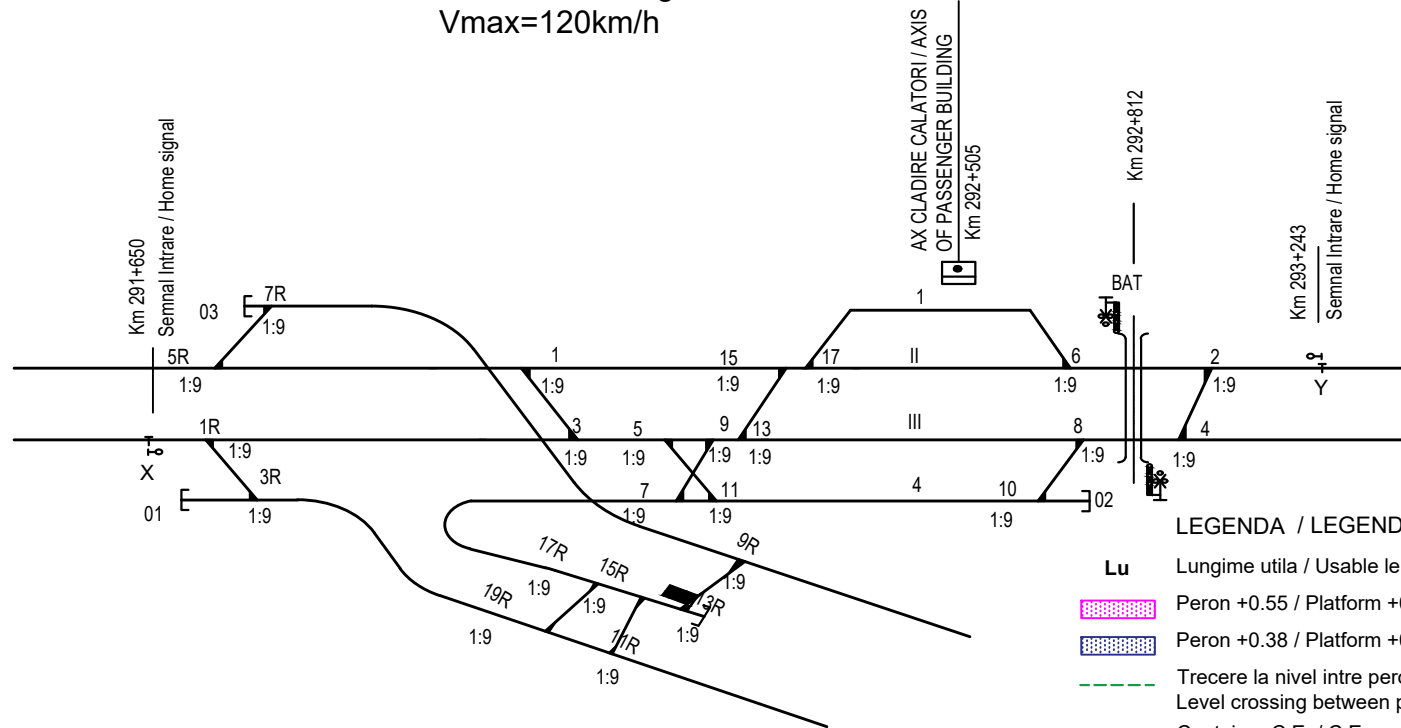 Vmax=120km/h
AX CLADIRE CALATORI / AXIS
OF PASSENGER BUILDING
Km 292+505
Km 292+812
Km 293+243
Semnal Intrare / Home signal
Km 291+650
Semnal Intrare / Home signal
BAT
03
7R
1:9
1
5R
1:9
1
1:9
15
1:9
17
1:9
II
6
1:9
2
1:9
Y
1R
1:9
X
3
1:9
5
1:9
9
1:9
13
1:9
III
8
1:9
4
1:9
01
3R
1:9
7
1:9
11
1:9
4
10
1:9
02
17R
1:9
15R
1:9
9R
1:9
13R
1:9
19R
1:9
11R
1:9
LEGENDA / LEGEND
Lu Lungime utila / Usable le
Peron +0.55 / Platform +
Peron +0.38 / Platform +
Trecere la nivel intre pero
Level crossing between p